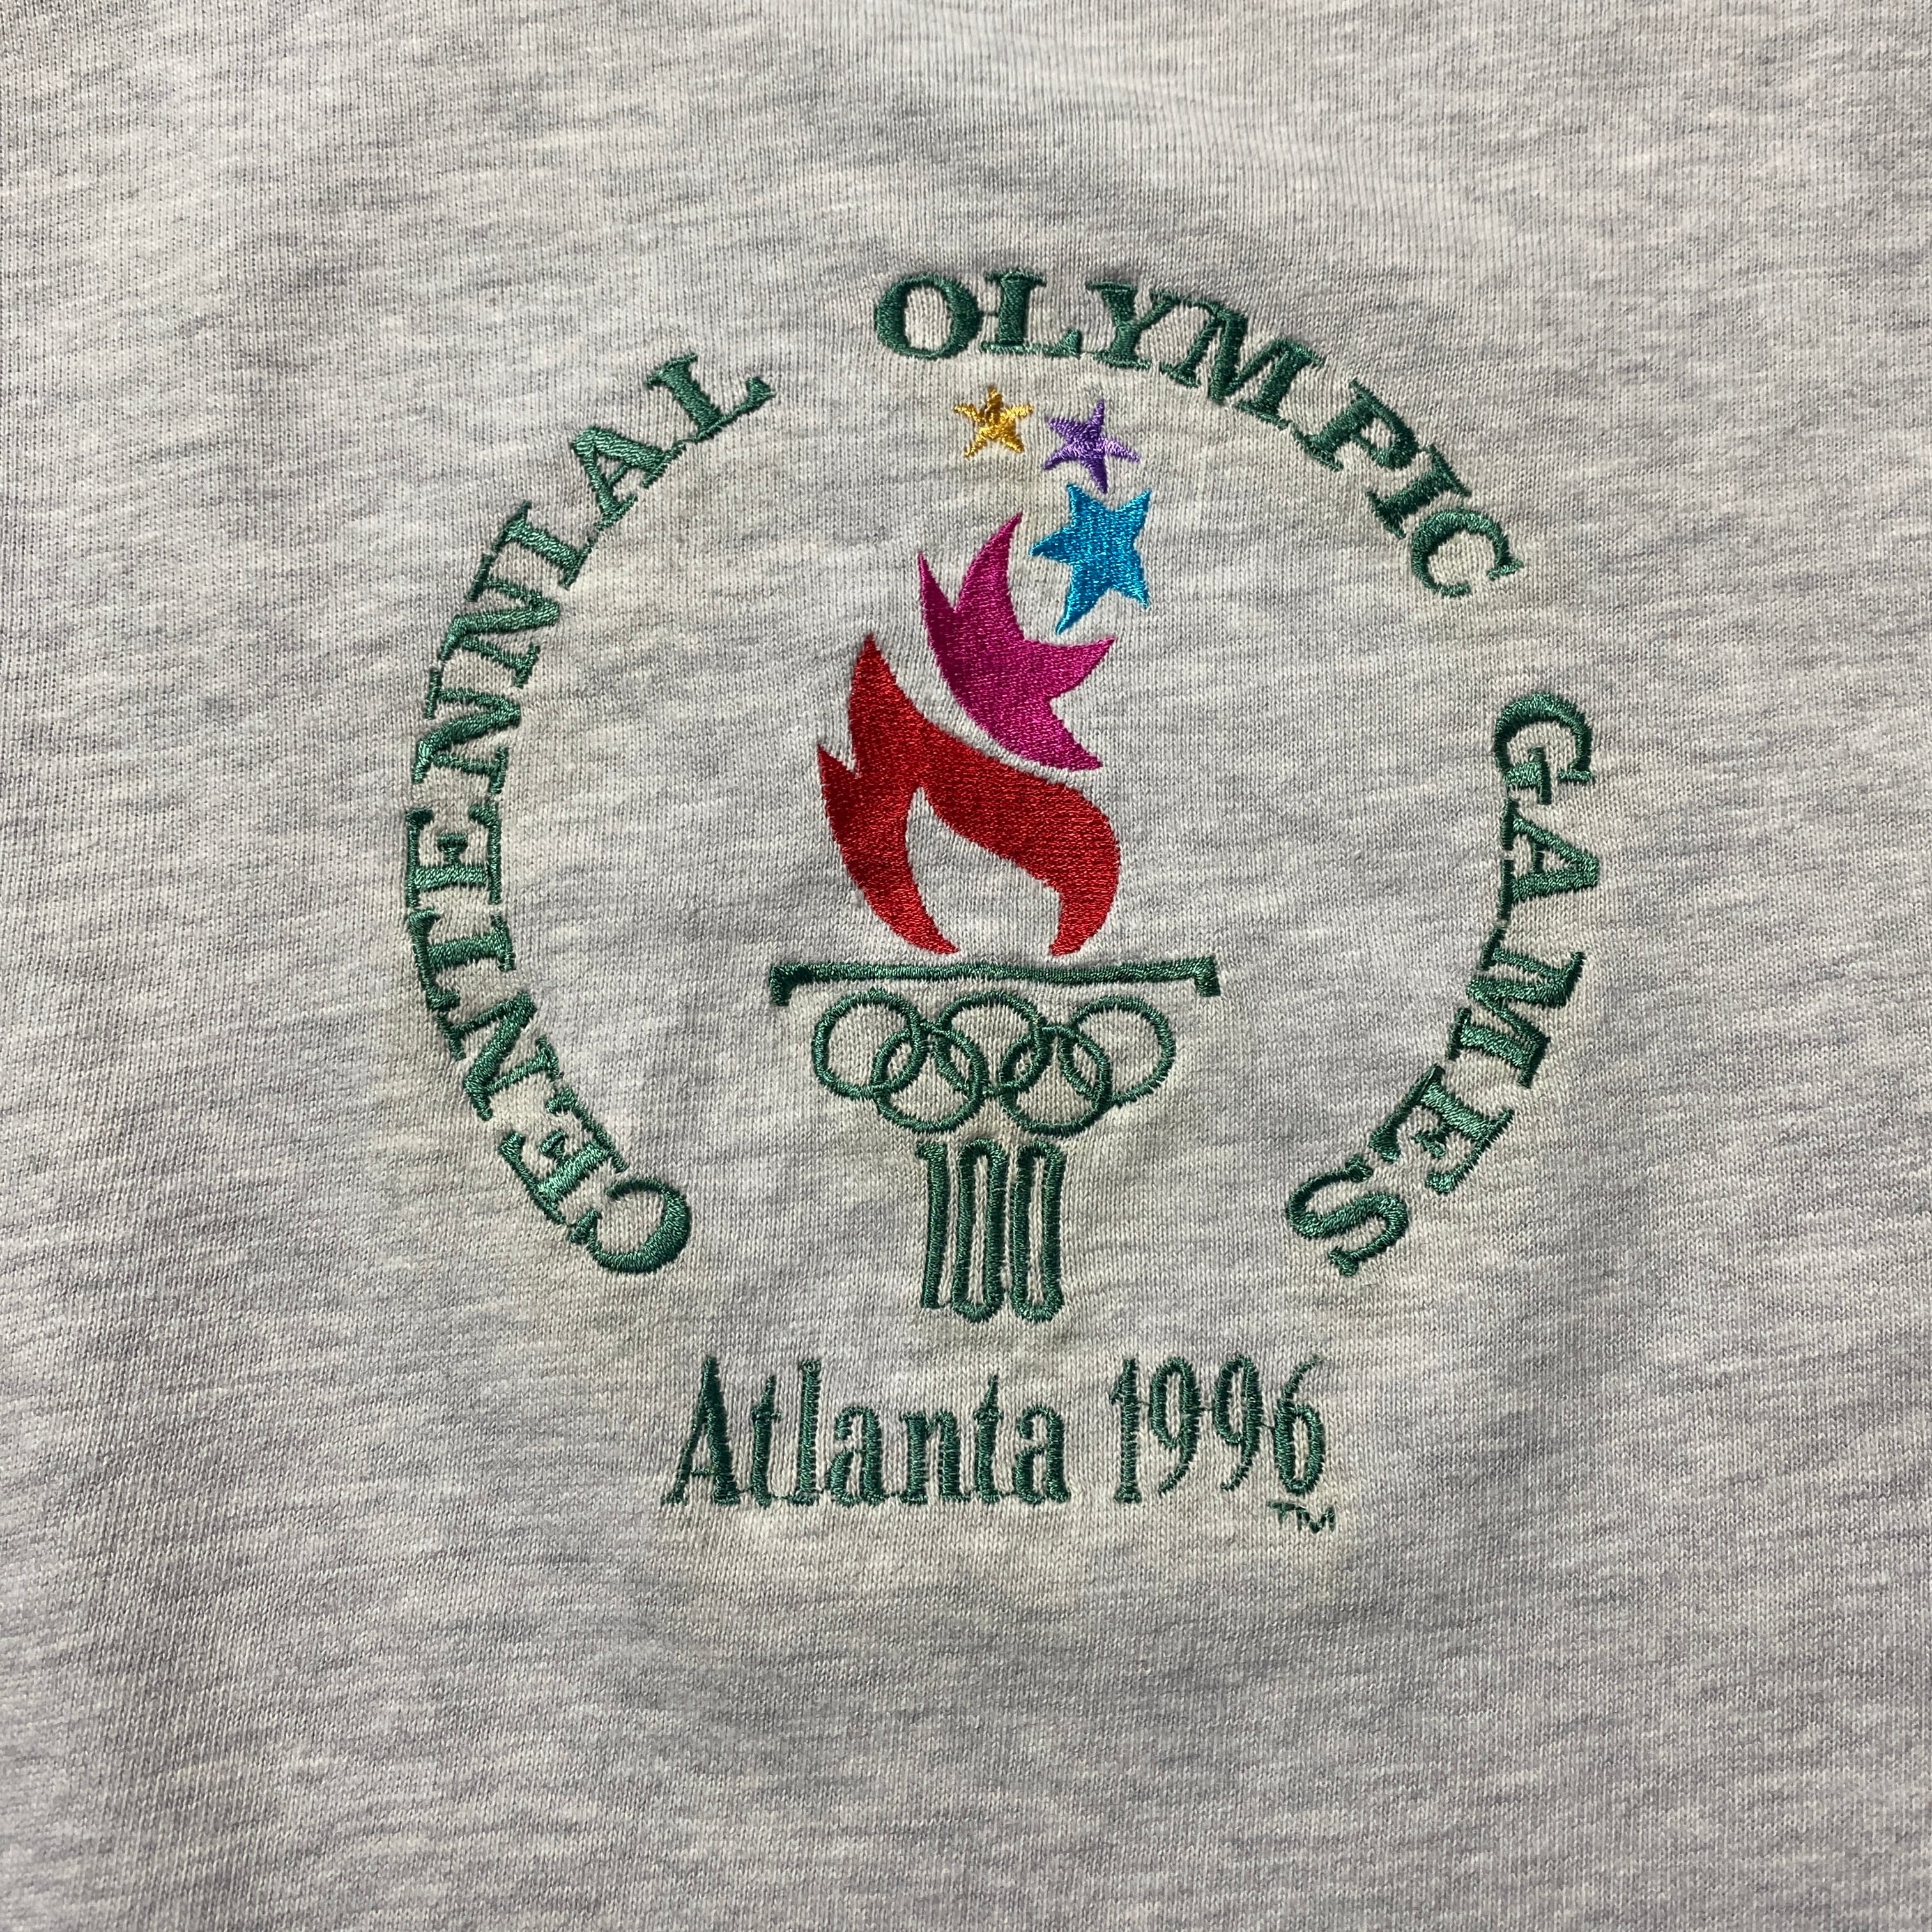 CENTENNIAL OLYMPIC GAMES
100
Atlanta 1996
TM